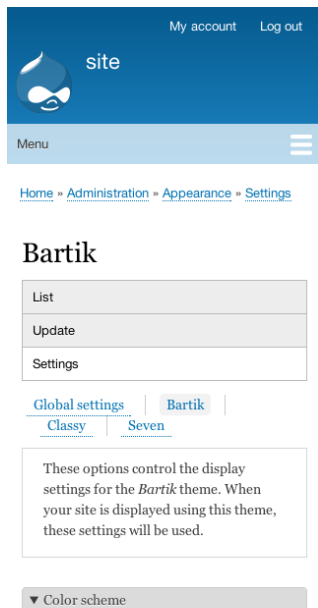 My account Log out
site
Menu
Home » Administration » Appearance » Settings
Bartik
List
Update
Settings
Global settings Bartik
Classy Seven
These options control the display
settings for the Bartik theme. When
your site is displayed using this theme,
these settings will be used.
▼ Color scheme